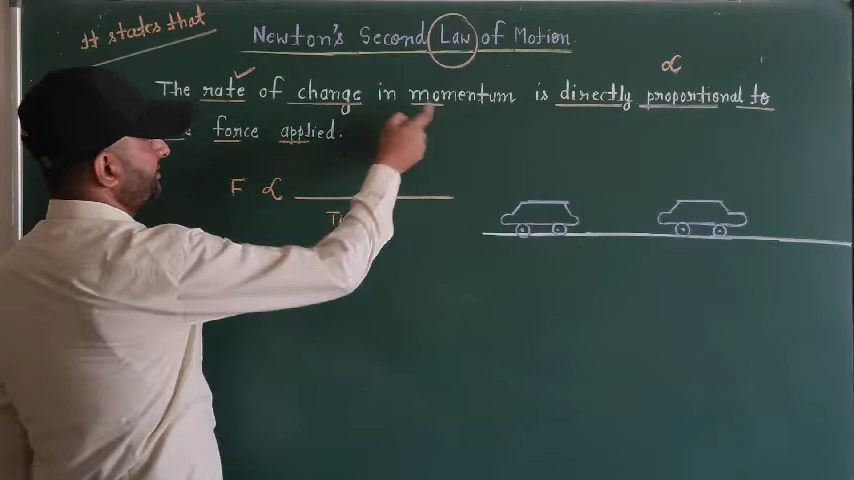 It states that
Newton's Second Law of Motion.
∝
The rate of change in momentum is directly proportional to
force applied.
F ∝